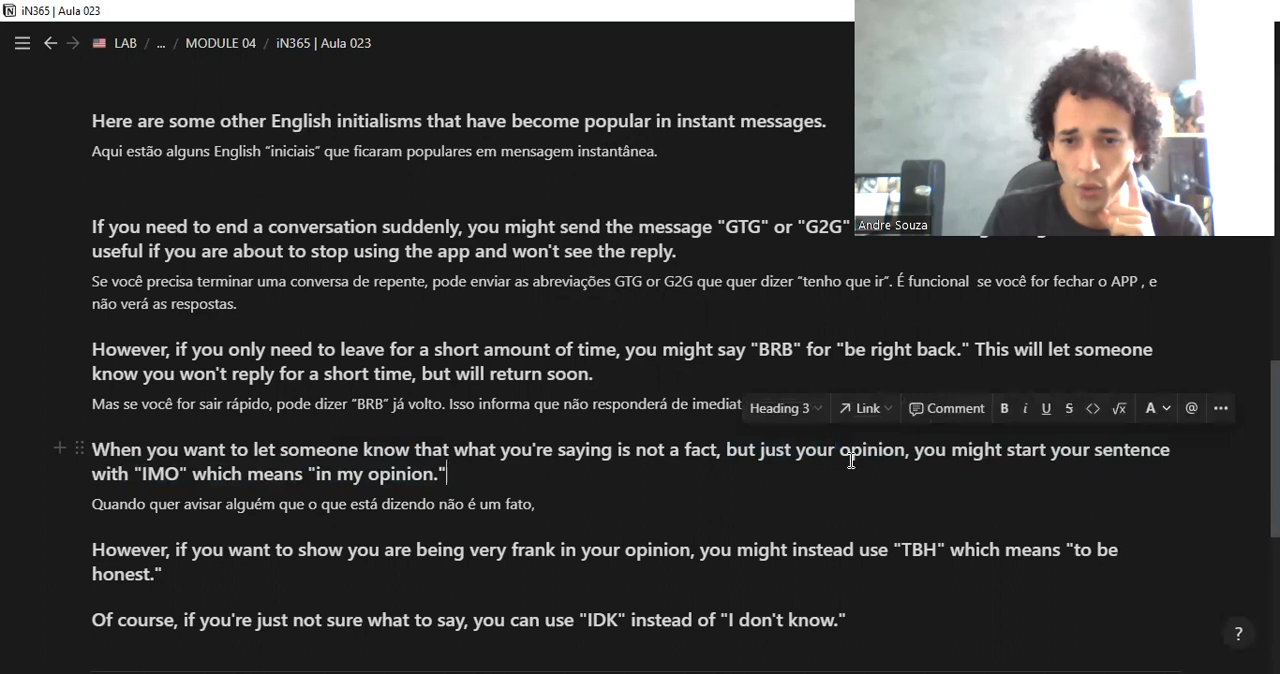 iN365 | Aula 023
LAB / ... / MODULE 04 / iN365 | Aula 023
Here are some other English initialisms that have become popular in instant messages.
Aqui estão alguns English “iniciais” que ficaram populares em mensagem instantânea.
Andre Souza
If you need to end a conversation suddenly, you might send the message "GTG" or "G2G"
useful if you are about to stop using the app and won't see the reply.
Se você precisa terminar uma conversa de repente, pode enviar as abreviações GTG or G2G que quer dizer “tenho que ir”. É funcional se você for fechar o APP , e
não verá as respostas.
However, if you only need to leave for a short amount of time, you might say "BRB" for "be right back." This will let someone
know you won't reply for a short time, but will return soon.
Mas se você for sair rápido, pode dizer “BRB” já volto. Isso informa que não responderá de imediat
Heading 3 Link Comment B i U S <> √x A @ •••
When you want to let someone know that what you're saying is not a fact, but just your opinion, you might start your sentence
with "IMO" which means "in my opinion."
Quando quer avisar alguém que o que está dizendo não é um fato,
However, if you want to show you are being very frank in your opinion, you might instead use "TBH" which means "to be
honest."
Of course, if you're just not sure what to say, you can use "IDK" instead of "I don't know."
?